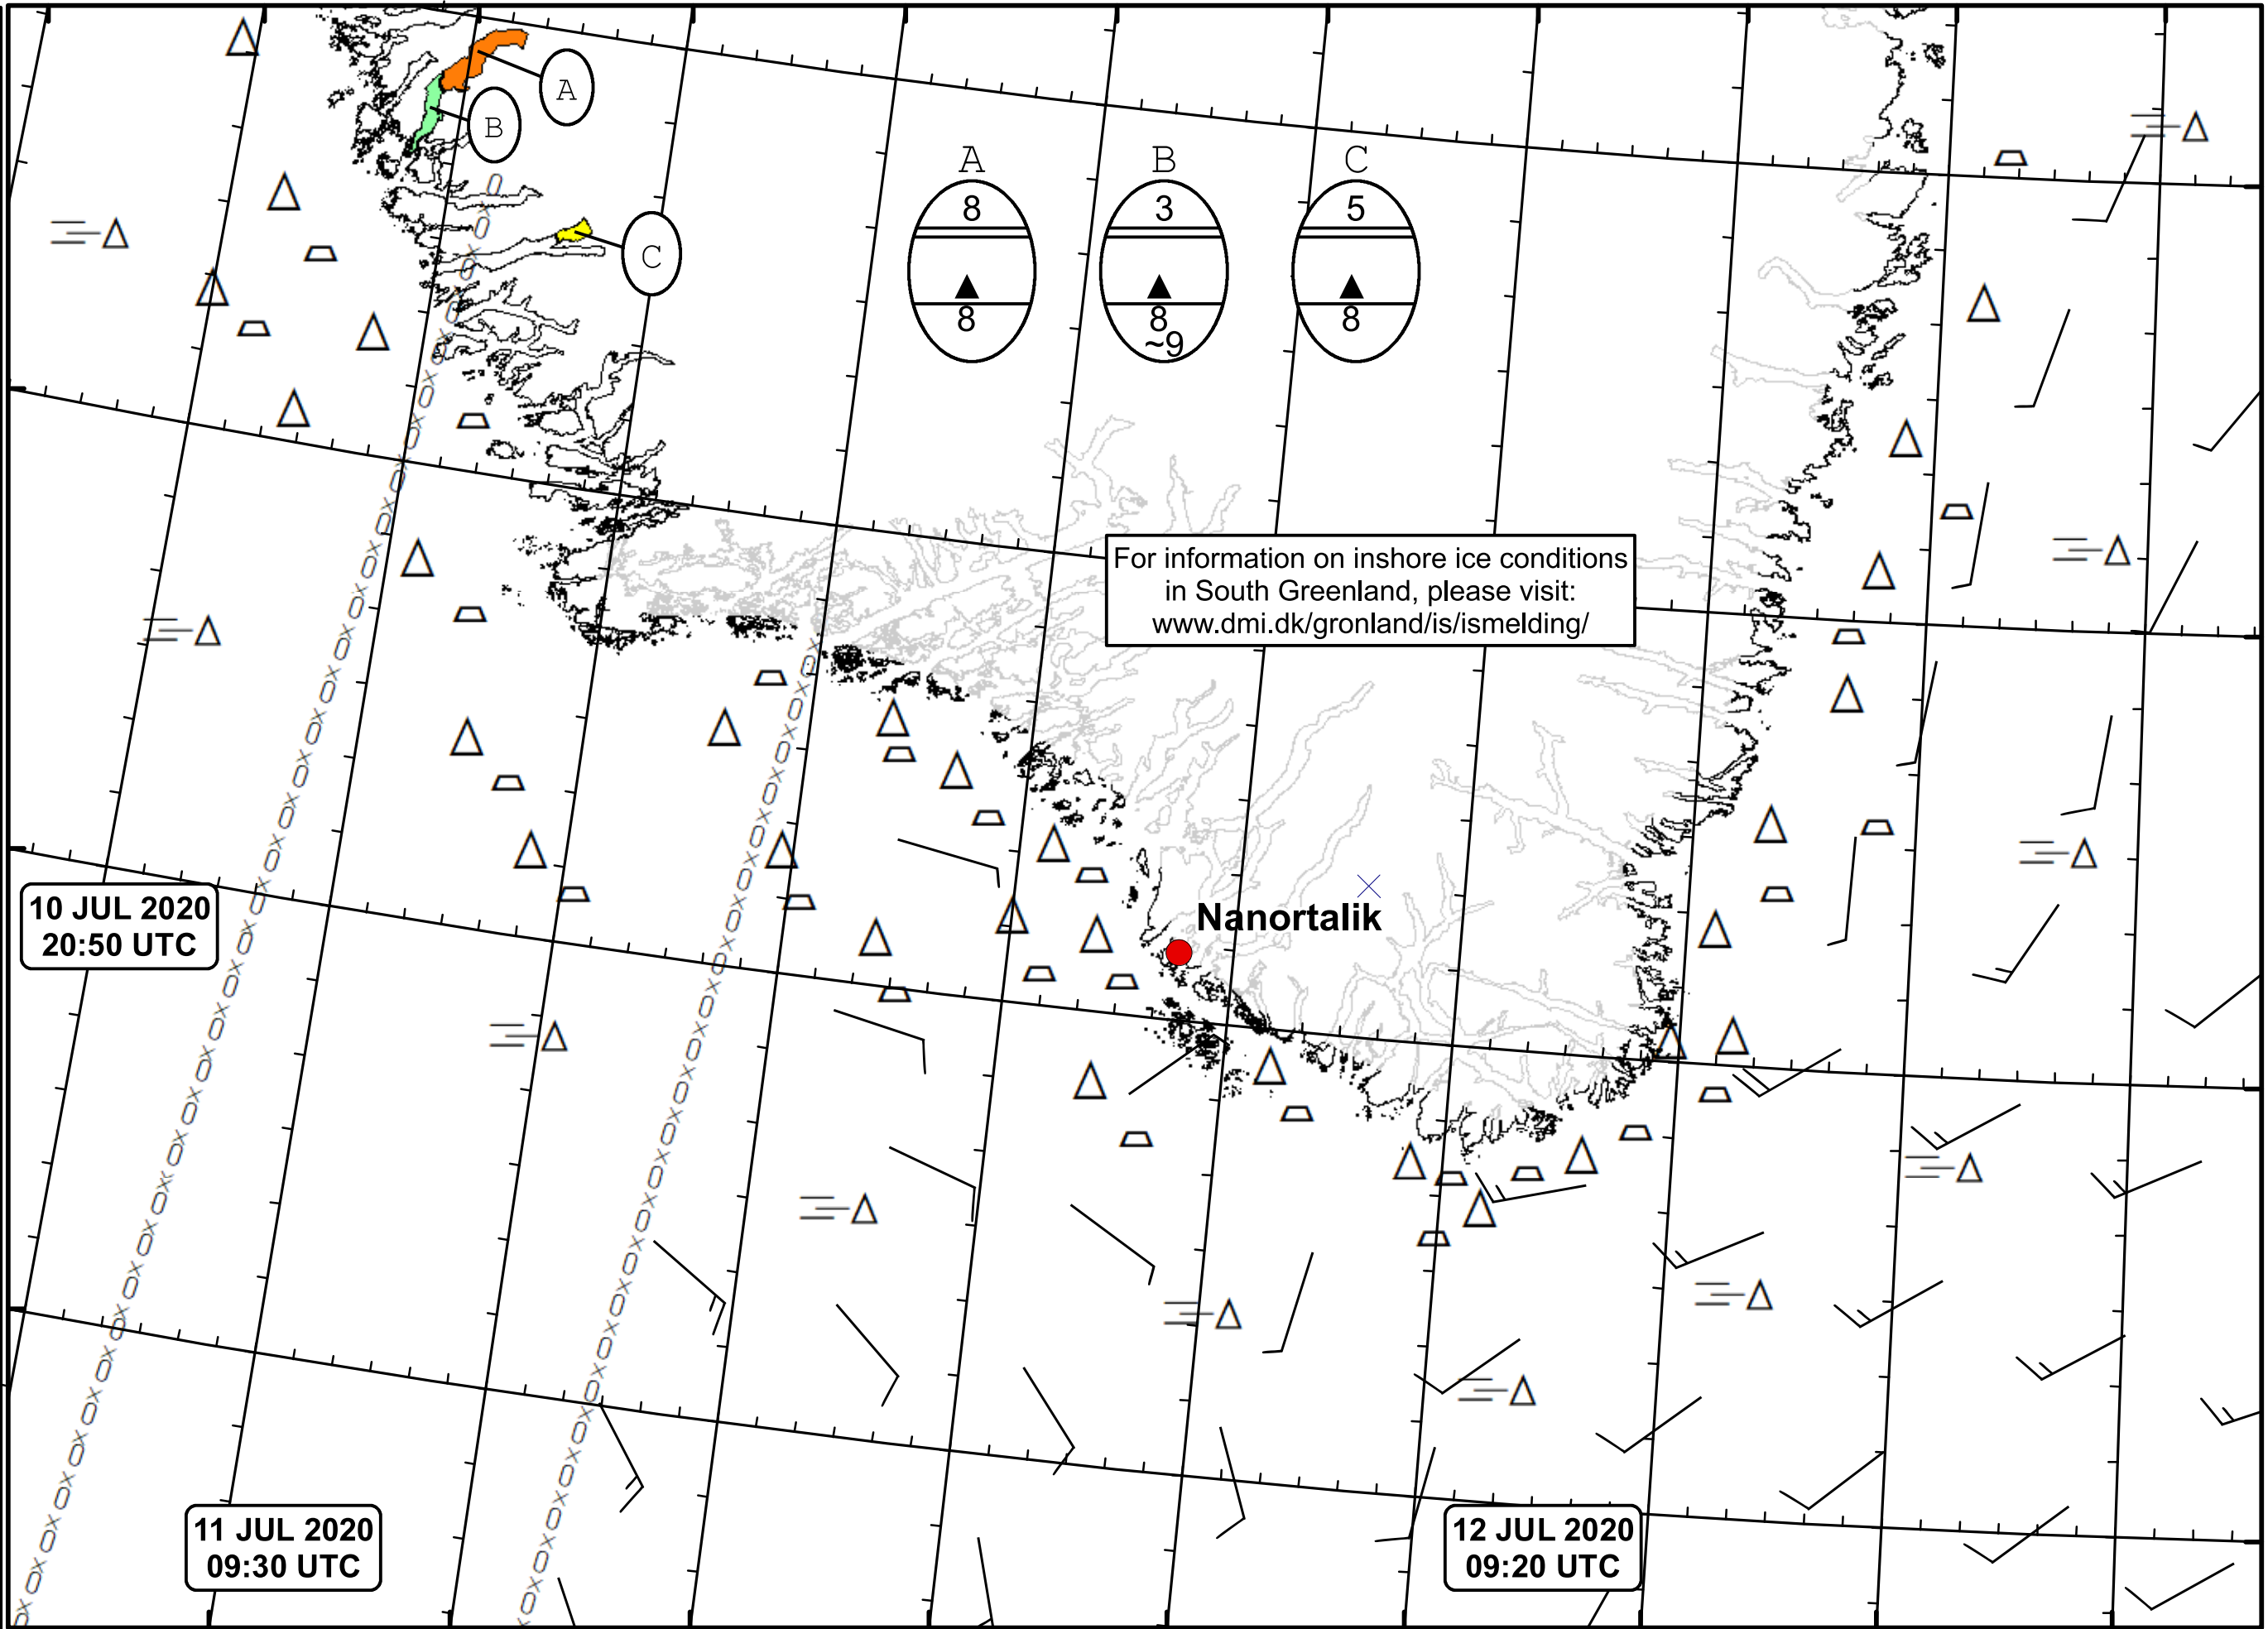 A
B
C
A
B
C
8
3
5
8
8
8
~9
For information on inshore ice conditions
in South Greenland, please visit:
www.dmi.dk/gronland/is/ismelding/
10 JUL 2020
20:50 UTC
Nanortalik
11 JUL 2020
09:30 UTC
12 JUL 2020
09:20 UTC